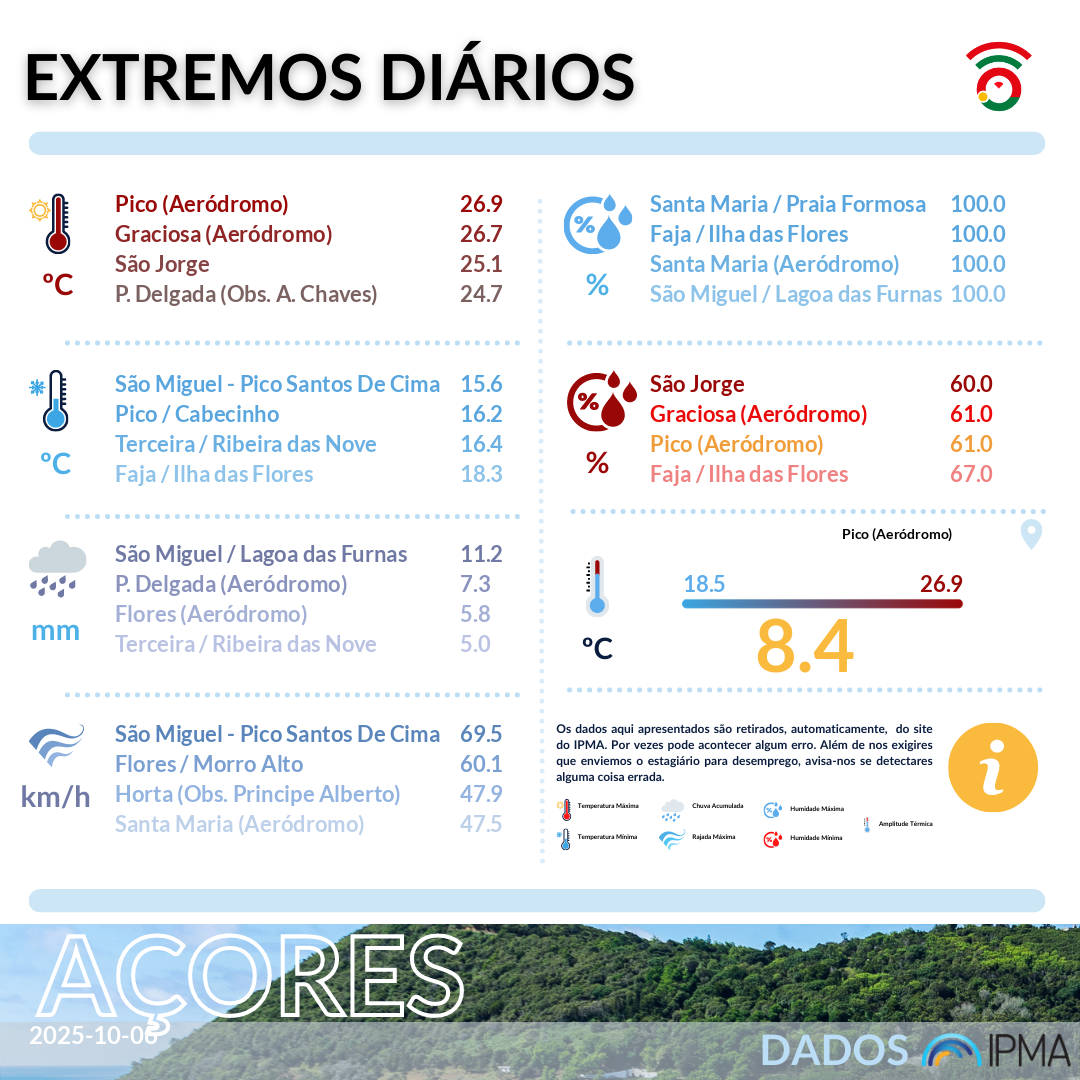 EXTREMOS DIÁRIOS
Pico (Aeródromo) 26.9
Graciosa (Aeródromo) 26.7
São Jorge 25.1
P. Delgada (Obs. A. Chaves) 24.7
ºC
São Miguel - Pico Santos De Cima 15.6
Pico / Cabecinho 16.2
Terceira / Ribeira das Nove 16.4
Faja / Ilha das Flores 18.3
ºC
São Miguel / Lagoa das Furnas 11.2
P. Delgada (Aeródromo) 7.3
Flores (Aeródromo) 5.8
Terceira / Ribeira das Nove 5.0
mm
São Miguel - Pico Santos De Cima 69.5
Flores / Morro Alto 60.1
Horta (Obs. Principe Alberto) 47.9
Santa Maria (Aeródromo) 47.5
km/h
%
Santa Maria / Praia Formosa 100.0
Faja / Ilha das Flores 100.0
Santa Maria (Aeródromo) 100.0
São Miguel / Lagoa das Furnas 100.0
%
%
São Jorge 60.0
Graciosa (Aeródromo) 61.0
Pico (Aeródromo) 61.0
Faja / Ilha das Flores 67.0
%
Pico (Aeródromo)
18.5 26.9
8.4
ºC
Os dados aqui apresentados são retirados, automaticamente, do site
do IPMA. Por vezes pode acontecer algum erro. Além de nos exigires
que enviemos o estagiário para desemprego, avisa-nos se detectares
alguma coisa errada.
i
Temperatura Máxima Chuva Acumulada Humidade Máxima
Amplitude Térmica
Temperatura Mínima Rajada Máxima Humidade Mínima
AÇORES
2025-10-06
DADOS IPMA